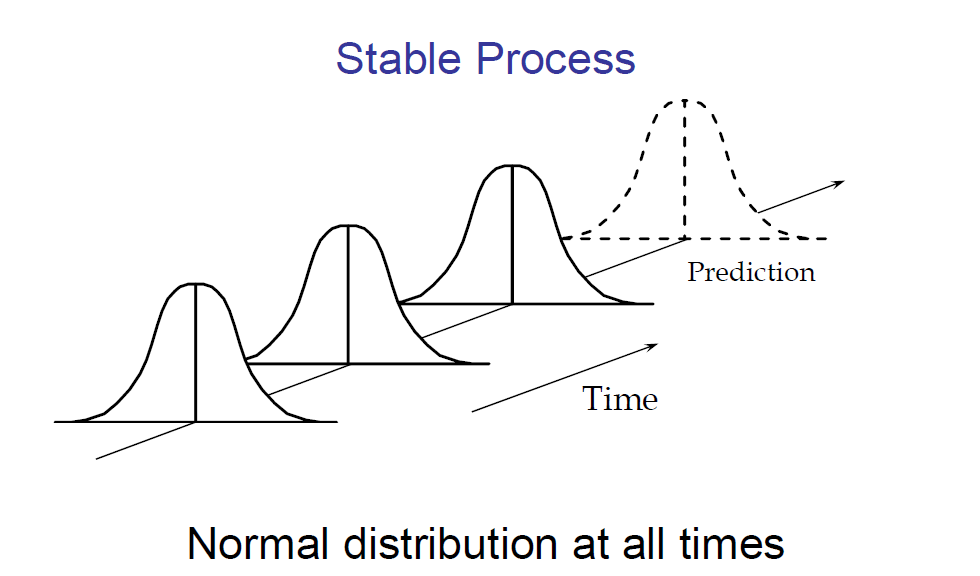 Stable Process
Prediction
Time
Normal distribution at all times